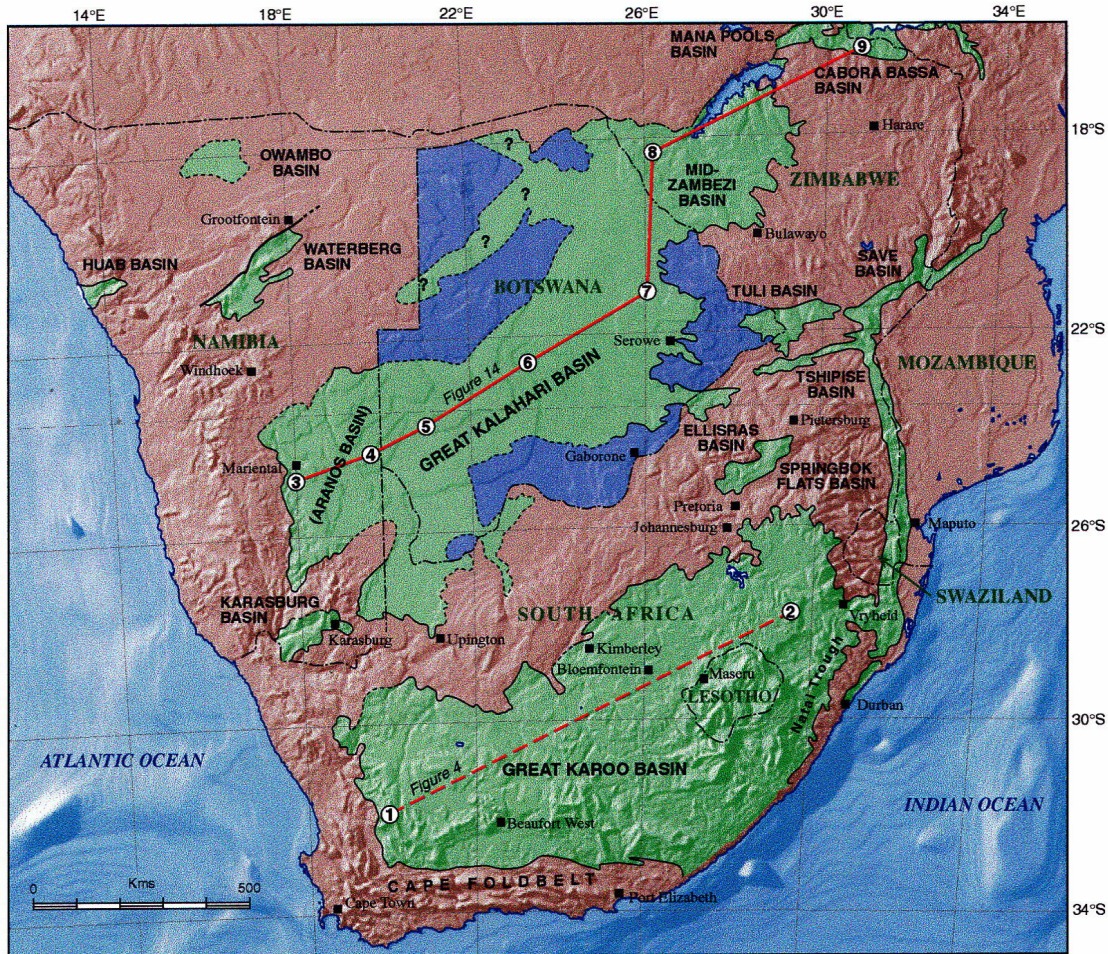 14°E
18°E
22°E
26°E
30°E
34°E
MANA POOLS
BASIN
9
CABORA BASSA
BASIN
Harare
18°S
?
OWAMBO
BASIN
8
MID-
ZAMBEZI
BASIN
ZIMBABWE
?
Grootfontein
WATERBERG
BASIN
?
Bulawayo
HUAB BASIN
?
BOTSWANA
7
SAVE
BASIN
TULI BASIN
NAMIBIA
Serowe
22°S
Windhoek
6
MOZAMBIQUE
Figure 14
GREAT KALAHARI BASIN
TSHIPISE
BASIN
5
Pietersburg
ELLISRAS
BASIN
4
(ARANOS BASIN)
Gaborone
Mariental
3
SPRINGBOK
FLATS BASIN
Pretoria
Johannesburg
Maputo
26°S
SWAZILAND
KARASBURG
BASIN
SOUTH AFRICA
2
Vryheid
Karasburg
Upington
Kimberley
Bloemfontein
Maseru
LESOTHO
Natal Trough
Durban
30°S
ATLANTIC OCEAN
GREAT KAROO BASIN
Figure 4
INDIAN OCEAN
1
Beaufort West
CAPE FOLDBELT
0 Kms 500
Cape Town
Port Elizabeth
34°S